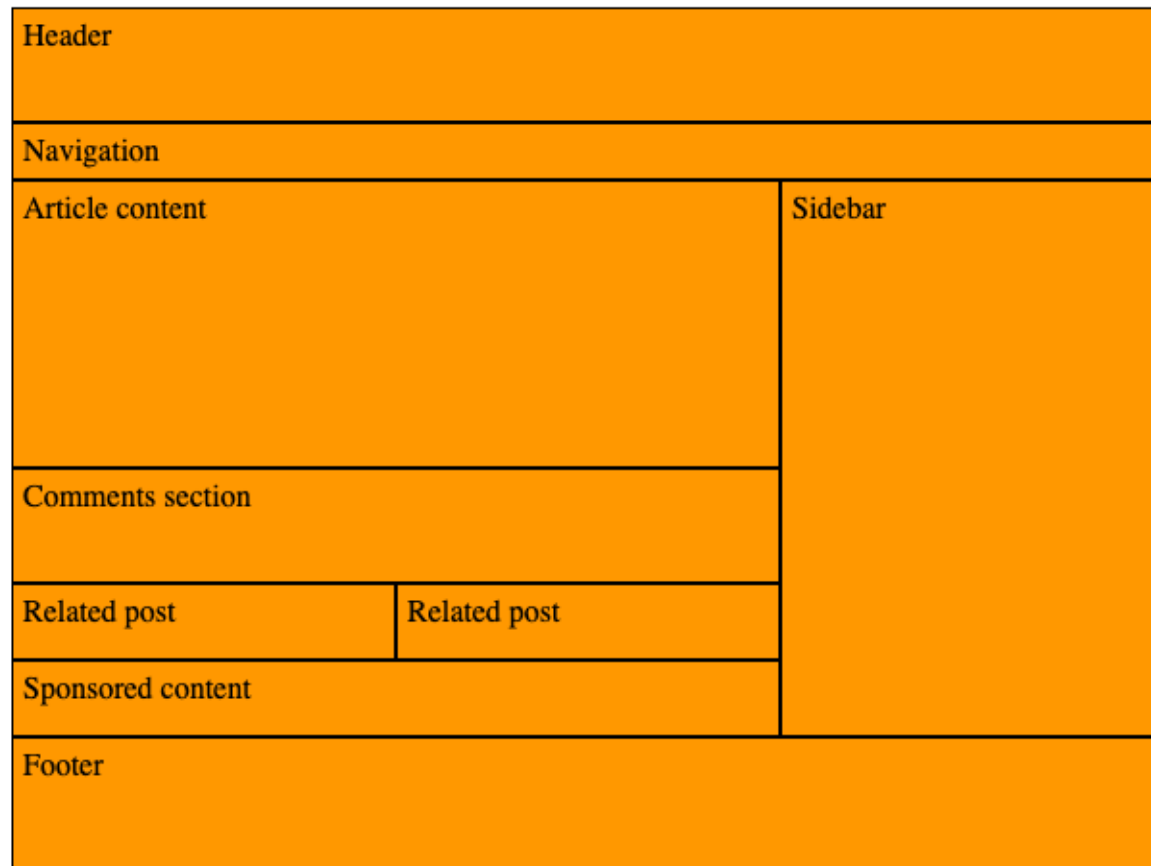 Header
Navigation
Article content
Sidebar
Comments section
Related post
Related post
Sponsored content
Footer